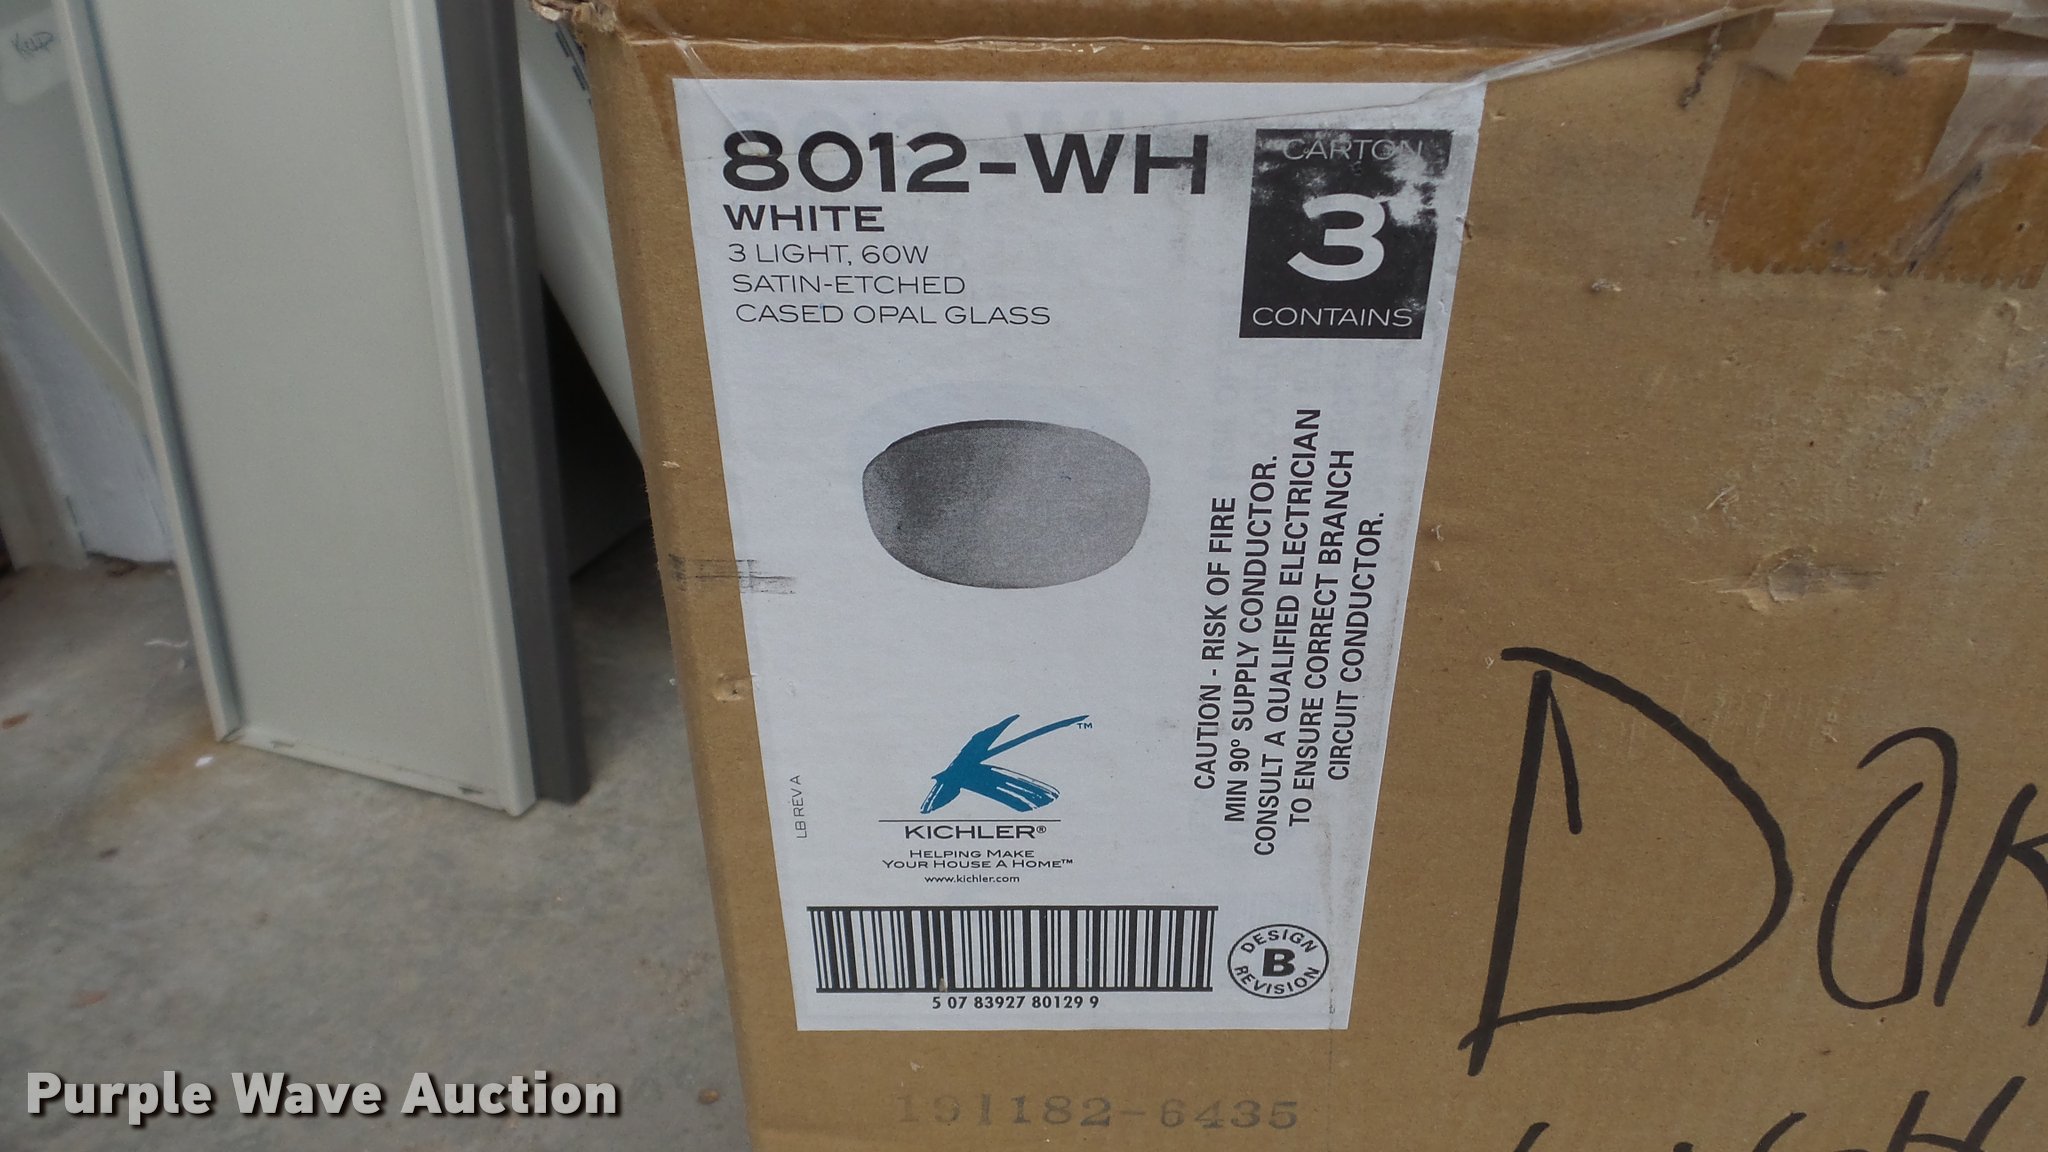 8012-WH
WHITE
3 LIGHT, 60W
SATIN-ETCHED
CASED OPAL GLASS
CARTON
3
CONTAINS
CAUTION - RISK OF FIRE
MIN 90° SUPPLY CONDUCTOR.
CONSULT A QUALIFIED ELECTRICIAN
TO ENSURE CORRECT BRANCH
CIRCUIT CONDUCTOR.
LB REV A
TM
KICHLER®
HELPING MAKE
YOUR HOUSE A HOME™
www.kichler.com
5 07 83927 80129 9
DESIGN
B
REVISION
191182-6435
Purple Wave Auction